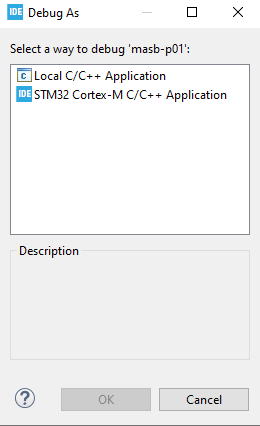 IDE Debug As
Select a way to debug 'masb-p01':
C Local C/C++ Application
IDE STM32 Cortex-M C/C++ Application
Description
? OK Cancel